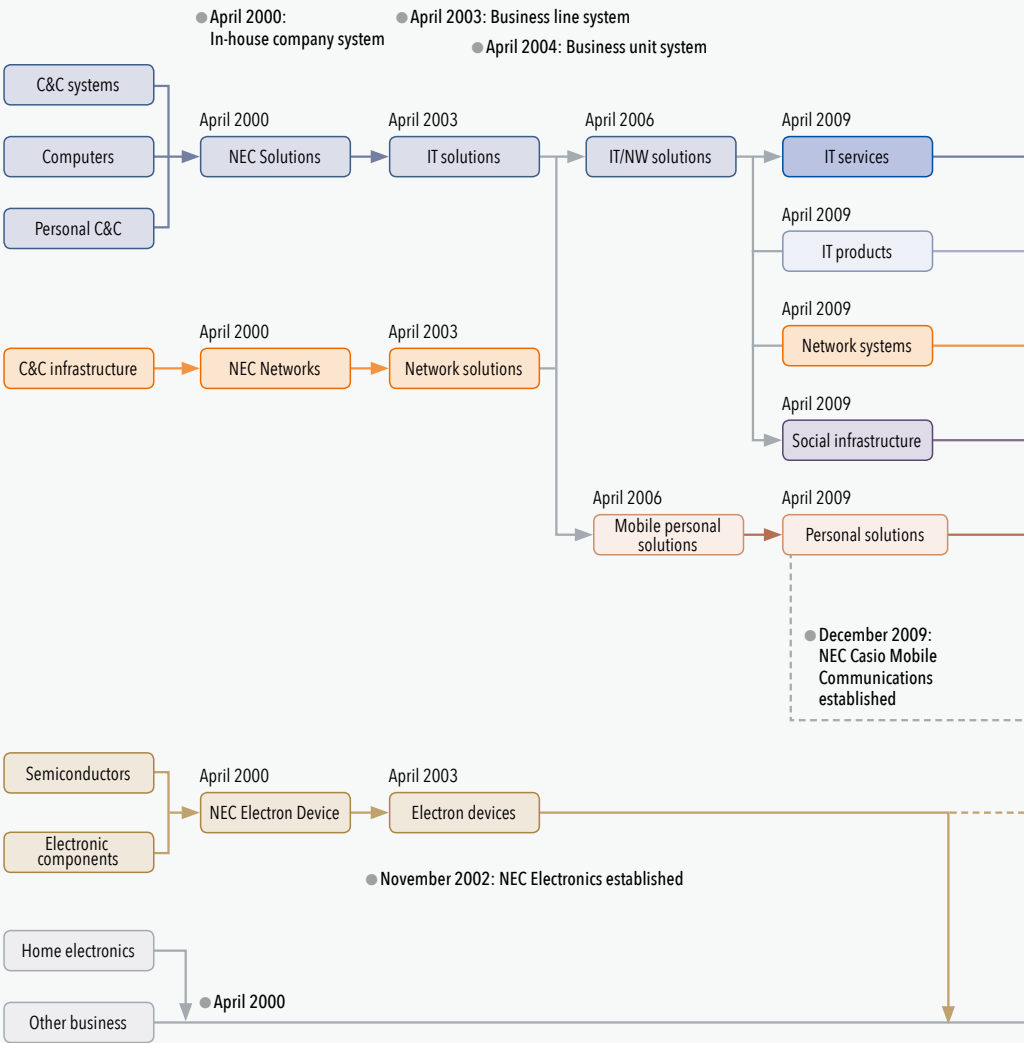 April 2000:
In-house company system
April 2003: Business line system
April 2004: Business unit system
C&C systems
Computers
Personal C&C
April 2000
NEC Solutions
April 2003
IT solutions
April 2006
IT/NW solutions
April 2009
IT services
April 2009
IT products
April 2009
Network systems
April 2009
Social infrastructure
C&C infrastructure
April 2000
NEC Networks
April 2003
Network solutions
April 2006
Mobile personal
solutions
April 2009
Personal solutions
December 2009:
NEC Casio Mobile
Communications
established
Semiconductors
Electronic
components
April 2000
NEC Electron Device
April 2003
Electron devices
November 2002: NEC Electronics established
Home electronics
Other business
April 2000